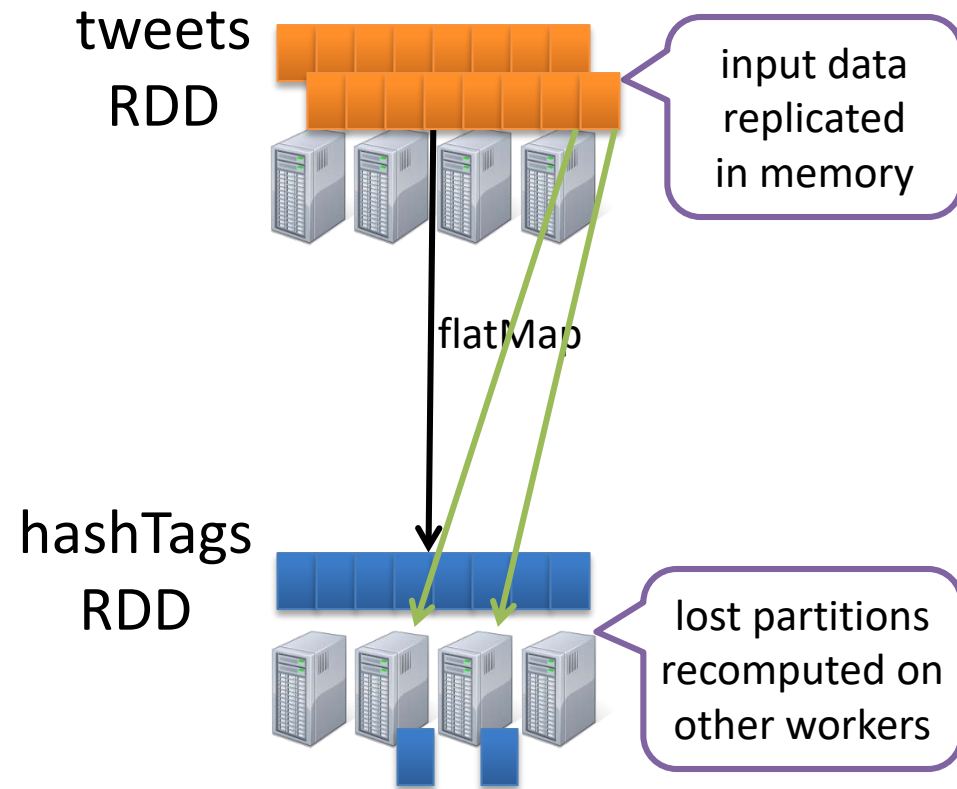 tweets
RDD
input data
replicated
in memory
flatMap
hashTags
RDD
lost partitions
recomputed on
other workers